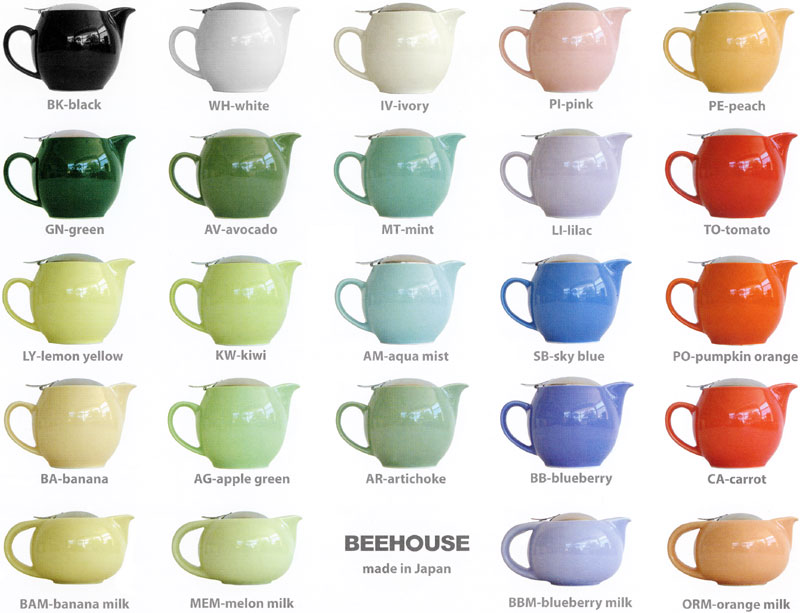 BK-black
WH-white
IV-ivory
PI-pink
PE-peach
GN-green
AV-avocado
MT-mint
LI-lilac
TO-tomato
LY-lemon yellow
KW-kiwi
AM-aqua mist
SB-sky blue
PO-pumpkin orange
BA-banana
AG-apple green
AR-artichoke
BB-blueberry
CA-carrot
BAM-banana milk
MEM-melon milk
BEEHOUSE
made in Japan
BBM-blueberry milk
ORM-orange milk